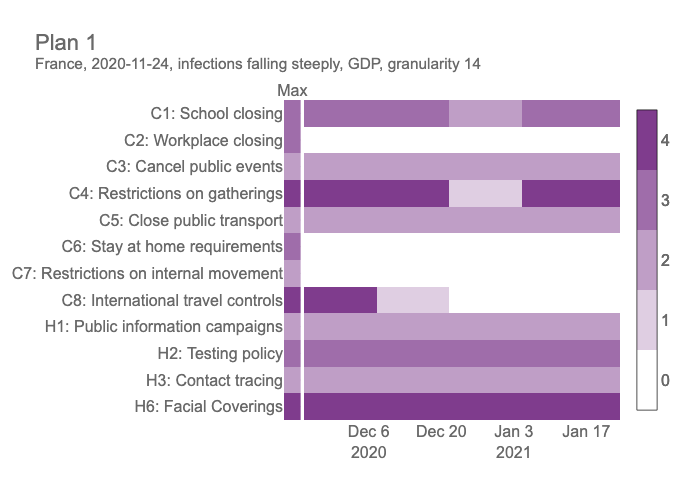 Plan 1
France, 2020-11-24, infections falling steeply, GDP, granularity 14
Max
C1: School closing
C2: Workplace closing
C3: Cancel public events
C4: Restrictions on gatherings
C5: Close public transport
C6: Stay at home requirements
C7: Restrictions on internal movement
C8: International travel controls
H1: Public information campaigns
H2: Testing policy
H3: Contact tracing
H6: Facial Coverings
4
3
2
1
0
Dec 6 Dec 20 Jan 3 Jan 17
2020 2021